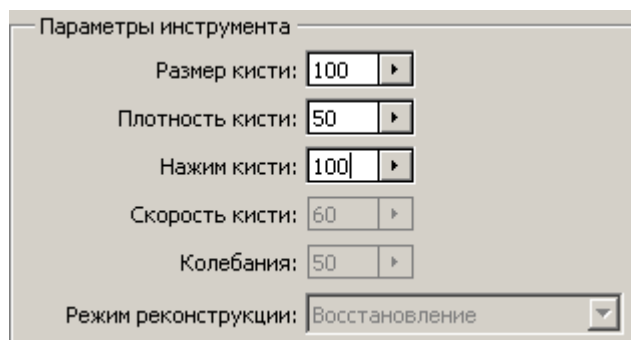 Параметры инструмента
Размер кисти: 100
Плотность кисти: 50
Нажим кисти: 100
Скорость кисти: 60
Колебания: 50
Режим реконструкции: Восстановление